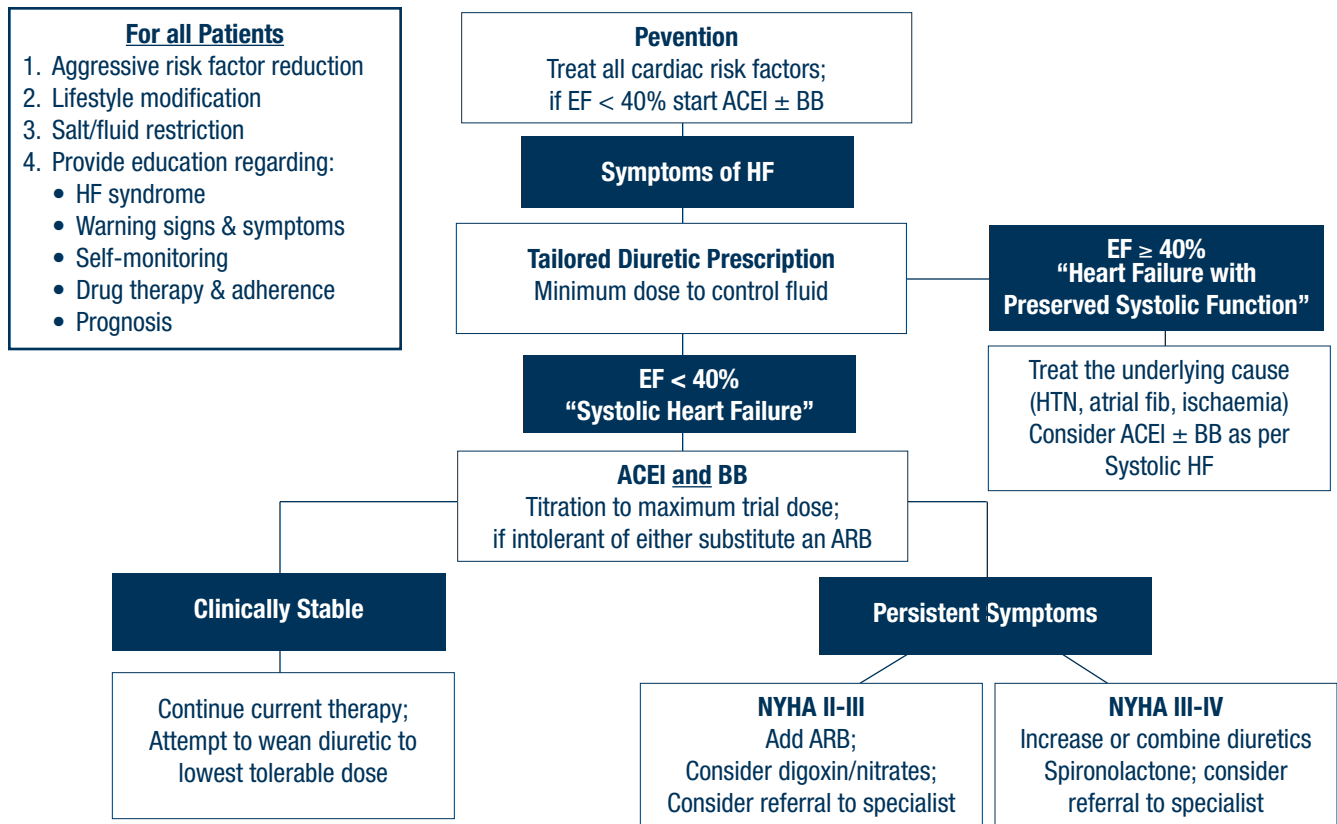 For all Patients
1. Aggressive risk factor reduction
2. Lifestyle modification
3. Salt/fluid restriction
4. Provide education regarding:
• HF syndrome
• Warning signs & symptoms
• Self-monitoring
• Drug therapy & adherence
• Prognosis
Pevention
Treat all cardiac risk factors;
if EF < 40% start ACEI ± BB
Symptoms of HF
Tailored Diuretic Prescription
Minimum dose to control fluid
EF ≥ 40%
“Heart Failure with
Preserved Systolic Function”
Treat the underlying cause
(HTN, atrial fib, ischaemia)
Consider ACEI ± BB as per
Systolic HF
EF < 40%
“Systolic Heart Failure”
ACEI and BB
Titration to maximum trial dose;
if intolerant of either substitute an ARB
Clinically Stable
Continue current therapy;
Attempt to wean diuretic to
lowest tolerable dose
Persistent Symptoms
NYHA II-III
Add ARB;
Consider digoxin/nitrates;
Consider referral to specialist
NYHA III-IV
Increase or combine diuretics
Spironolactone; consider
referral to specialist